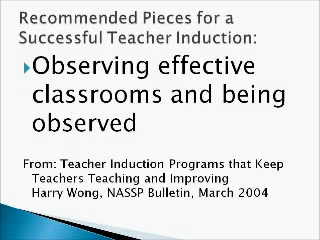 Recommended Pieces for a
Successful Teacher Induction:
Observing effective
classrooms and being
observed
From: Teacher Induction Programs that Keep
Teachers Teaching and Improving
Harry Wong, NASSP Bulletin, March 2004